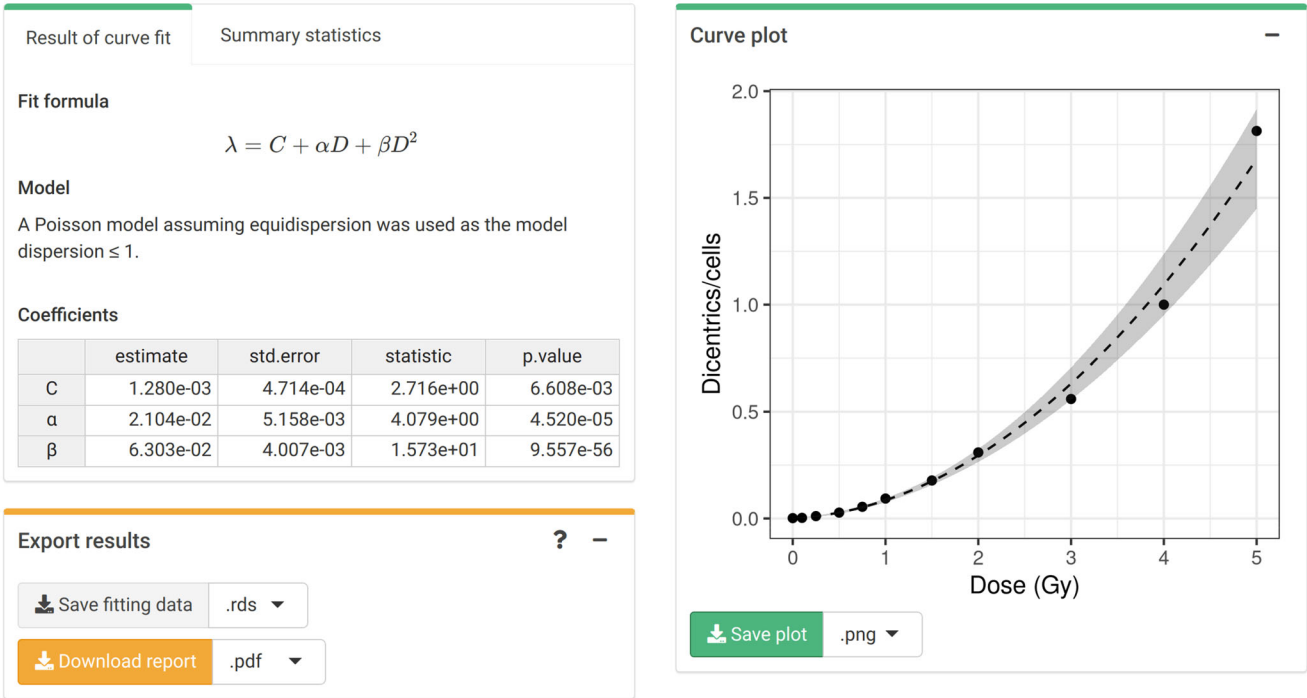 Result of curve fit
Summary statistics
Fit formula
λ = C + αD + βD²
Model
A Poisson model assuming equidispersion was used as the model
dispersion ≤ 1.
Coefficients
estimate std.error statistic p.value
C 1.280e-03 4.714e-04 2.716e+00 6.608e-03
α 2.104e-02 5.158e-03 4.079e+00 4.520e-05
β 6.303e-02 4.007e-03 1.573e+01 9.557e-56
Export results ? −
Save fitting data .rds
Download report .pdf
Curve plot −
2.0
1.5
1.0
0.5
0.0
Dicentrics/cells
0 1 2 3 4 5
Dose (Gy)
Save plot .png